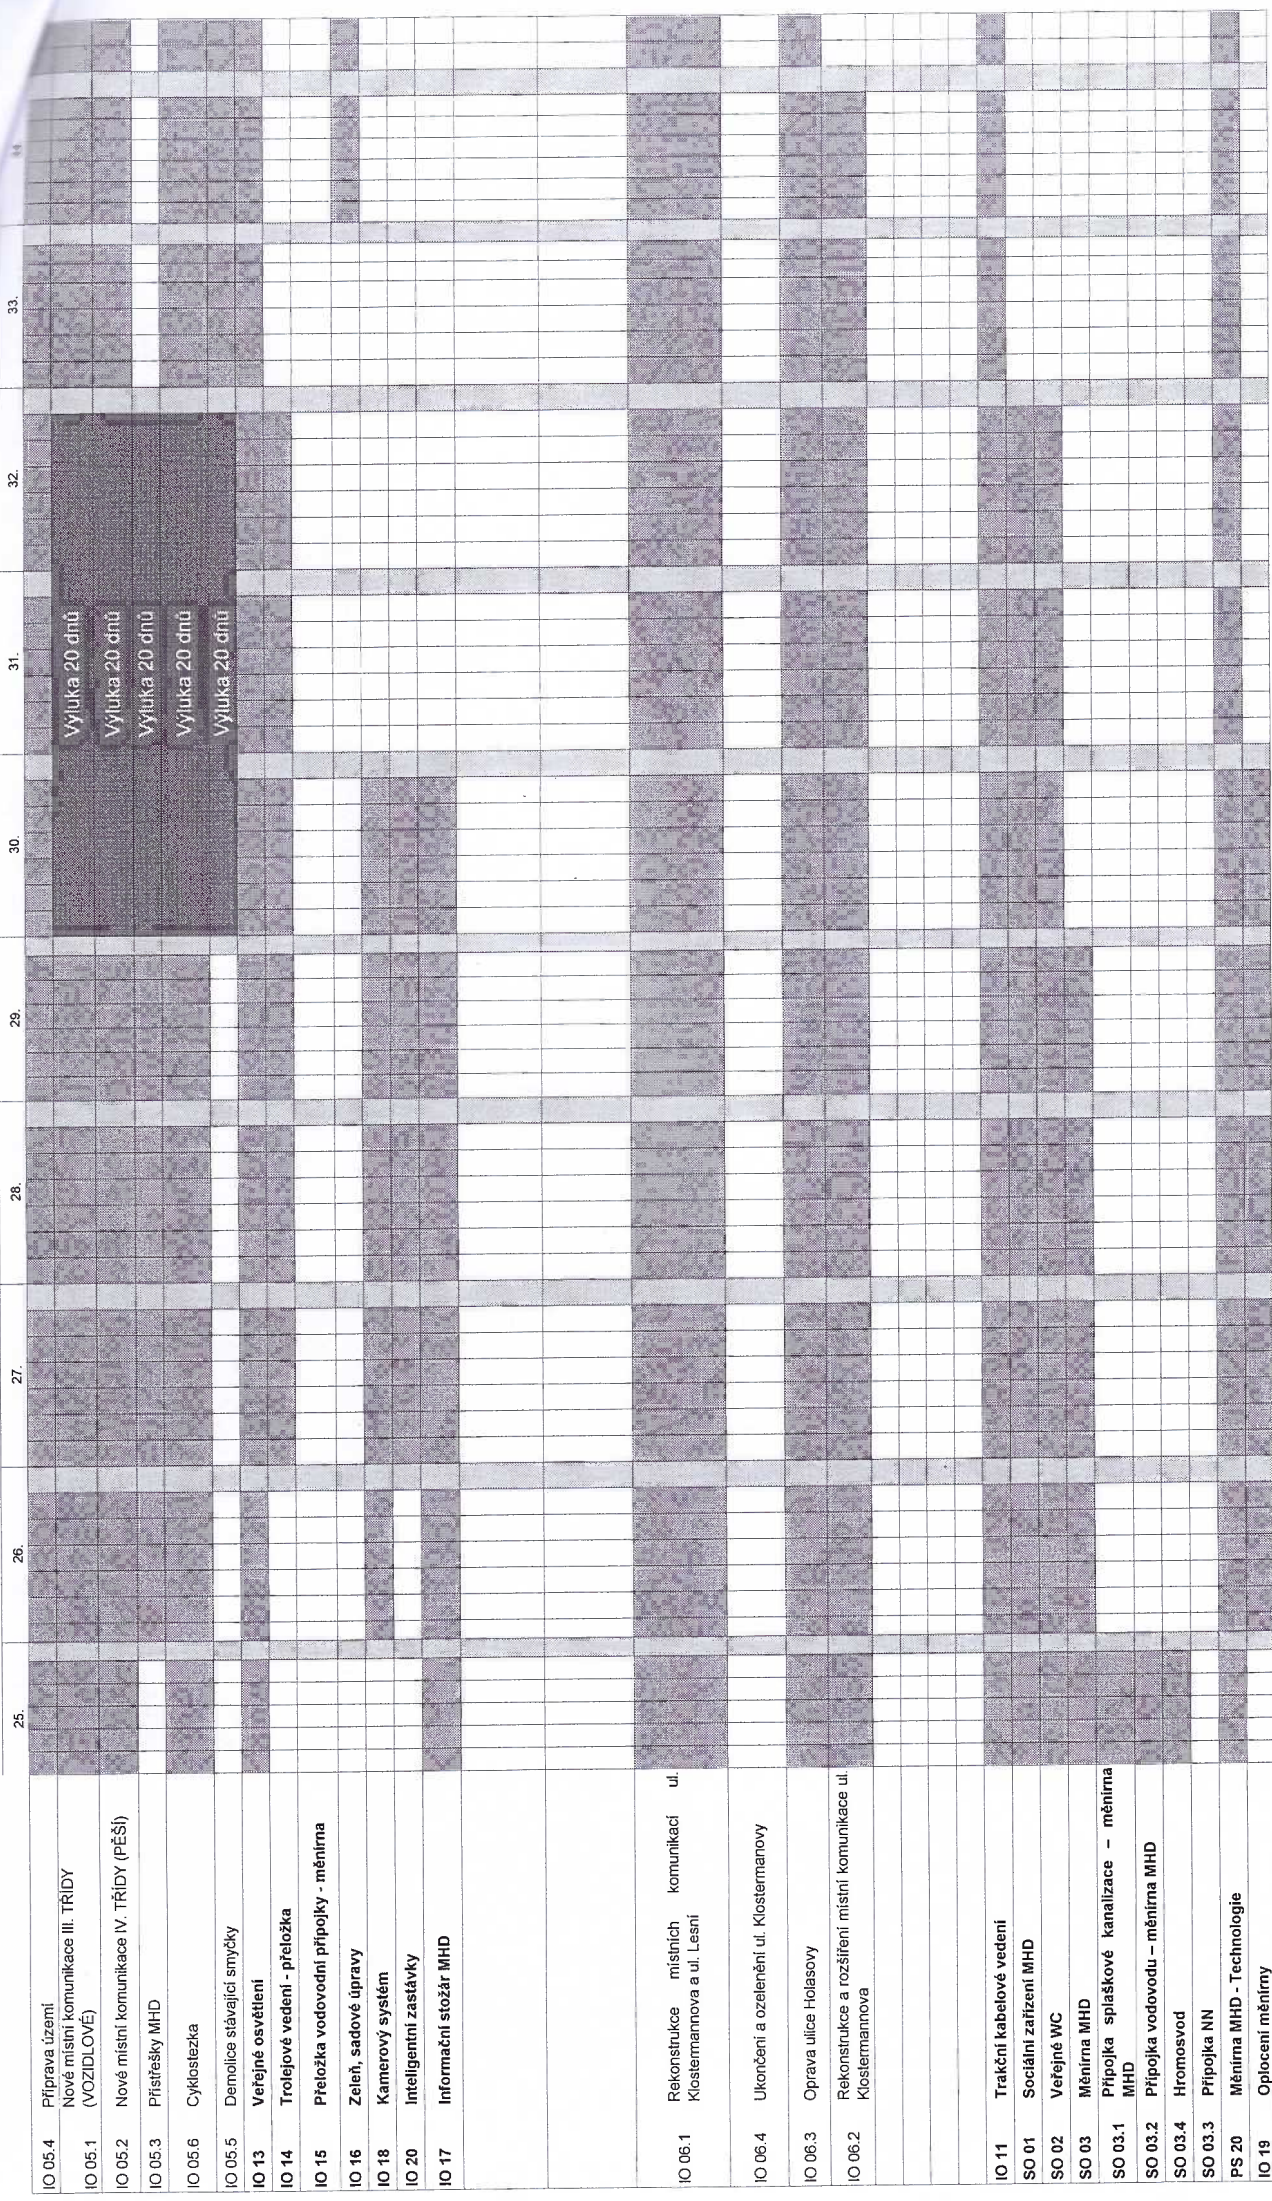 25. 26. 27. 28. 29. 30. 31. 32. 33.
IO 05.4 Příprava území
Nové místní komunikace III. TŘÍDY
IO 05.1 (VOZIDLOVÉ)
Výluka 20 dnů
IO 05.2 Nové místní komunikace IV. TŘÍDY (PĚŠÍ)
Výluka 20 dnů
IO 05.3 Přístřešky MHD
Výluka 20 dnů
IO 05.6 Cyklostezka
Výluka 20 dnů
IO 05.5 Demolice stávající smyčky
Výluka 20 dnů
IO 13 Veřejné osvětlení
IO 14 Trolejové vedení - přeložka
IO 15 Přeložka vodovodní přípojky - měnírna
IO 16 Zeleň, sadové úpravy
IO 18 Kamerový systém
IO 20 Inteligentní zastávky
IO 17 Informační stožár MHD
IO 06.1 Rekonstrukce místních komunikací ul.
Klostermannova a ul. Lesní
IO 06.4 Ukončení a ozelenění ul. Klostermanovy
IO 06.3 Oprava ulice Holasovy
IO 06.2 Rekonstrukce a rozšíření místní komunikace ul.
Klostermannova
IO 11 Trakční kabelové vedení
SO 01 Sociální zařízení MHD
SO 02 Veřejné WC
SO 03 Měnírna MHD
SO 03.1 Přípojka splaškové kanalizace – měnírna
MHD
SO 03.2 Přípojka vodovodu – měnírna MHD
SO 03.4 Hromosvod
SO 03.3 Přípojka NN
PS 20 Měnírna MHD - Technologie
IO 19 Oplocení měnírny